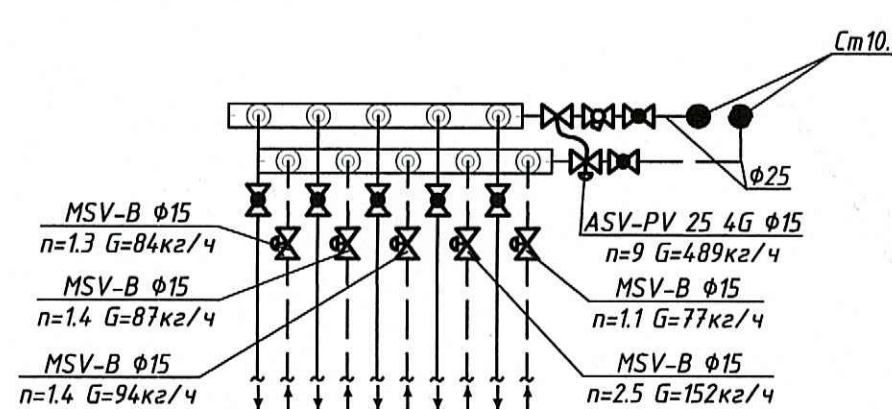 Ст10.
ф25
MSV-B ф15
n=1.3 G=84кг/ч
ASV-PV 25 4G ф15
n=9 G=489кг/ч
MSV-B ф15
n=1.4 G=87кг/ч
MSV-B ф15
n=1.1 G=77кг/ч
MSV-B ф15
n=1.4 G=94кг/ч
MSV-B ф15
n=2.5 G=152кг/ч